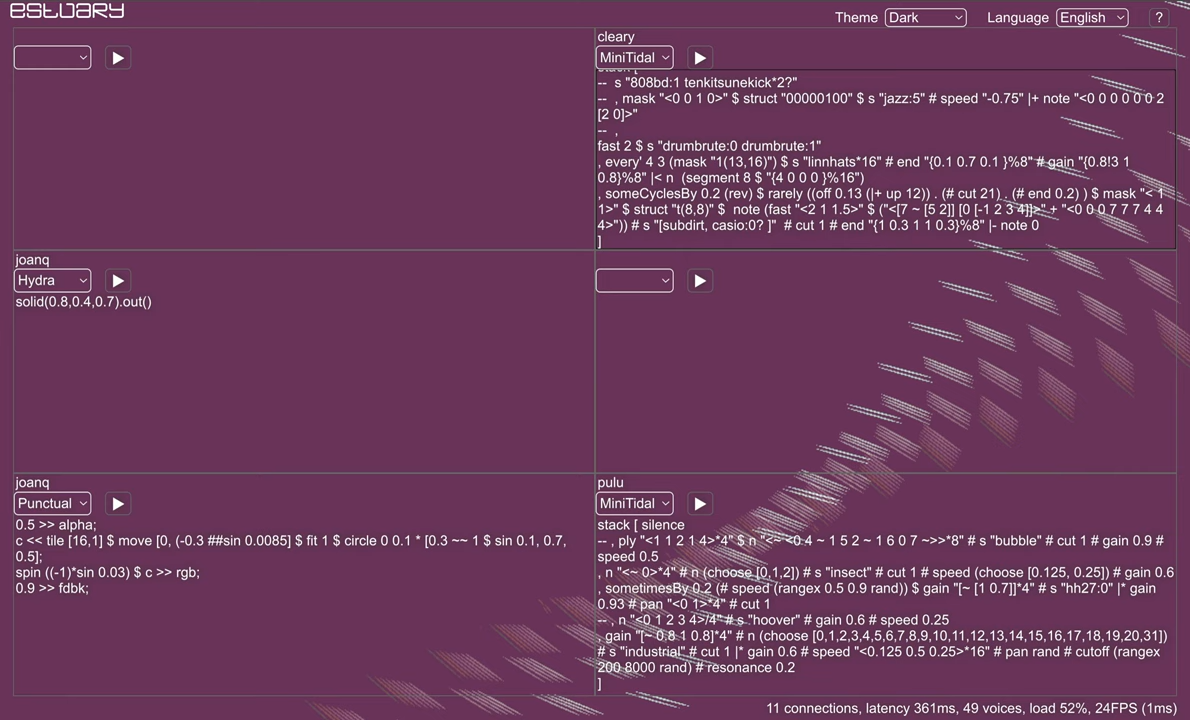 estuary
Theme Dark Language English ?
cleary
MiniTidal
stack [
-- s "808bd:1 tenkitsunekick*2?"
-- , mask "<0 0 1 0>" $ struct "00000100" $ s "jazz:5" # speed "-0.75" |+ note "<0 0 0 0 0 0 2
[2 0]>"
-- ,
fast 2 $ s "drumbrute:0 drumbrute:1"
, every' 4 3 (mask "1(13,16)") $ s "linnhats*16" # end "{0.1 0.7 0.1 }%8" # gain "{0.8!3 1
0.8}%8" |< n (segment 8 $ "{4 0 0 0 }%16")
, someCyclesBy 0.2 (rev) $ rarely ((off 0.13 (|+ up 12)) . (# cut 21) . (# end 0.2) ) $ mask "< 1
1>" $ struct "t(8,8)" $ note (fast "<2 1 1.5>" $ ("<[7 ~ [5 2]] [0 [-1 2 3 4]]>" + "<0 0 0 7 7 7 4 4
4>")) # s "[subdirt, casio:0? ]" # cut 1 # end "{1 0.3 1 1 0.3}%8" |- note 0
]
joanq
Hydra
solid(0.8,0.4,0.7).out()
joanq
Punctual
0.5 >> alpha;
c << tile [16,1] $ move [0, (-0.3 ##sin 0.0085] $ fit 1 $ circle 0 0.1 * [0.3 ~~ 1 $ sin 0.1, 0.7,
0.5];
spin ((-1)*sin 0.03) $ c >> rgb;
0.9 >> fdbk;
pulu
MiniTidal
stack [ silence
-- , ply "<1 1 2 1 4>*4" $ n "<~ <0.4 ~ 1 5 2 ~ 1 6 0 7 ~>>*8" # s "bubble" # cut 1 # gain 0.9 #
speed 0.5
, n "<~ 0>*4" # n (choose [0,1,2]) # s "insect" # cut 1 # speed (choose [0.125, 0.25]) # gain 0.6
, sometimesBy 0.2 (# speed (rangex 0.5 0.9 rand)) $ gain "[~ [1 0.7]]*4" # s "hh27:0" |* gain
0.93 # pan "<0 1>*4" # cut 1
-- , n "<0 1 2 3 4>/4" # s "hoover" # gain 0.6 # speed 0.25
, gain "[~ 0.8 1 0.8]*4" # n (choose [0,1,2,3,4,5,6,7,8,9,10,11,12,13,14,15,16,17,18,19,20,31])
# s "industrial" # cut 1 |* gain 0.6 # speed "<0.125 0.5 0.25>*16" # pan rand # cutoff (rangex
200 8000 rand) # resonance 0.2
]
11 connections, latency 361ms, 49 voices, load 52%, 24FPS (1ms)